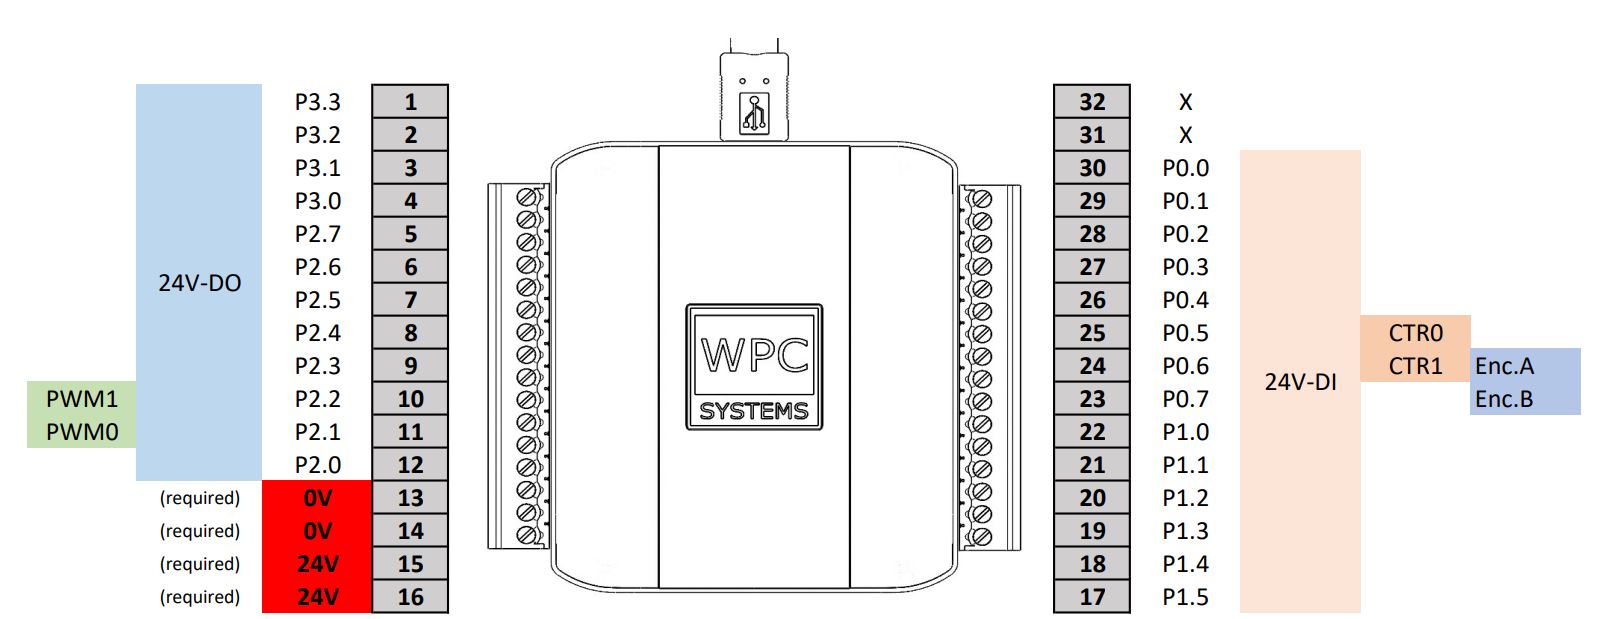 P3.3 1
P3.2 2
P3.1 3
P3.0 4
P2.7 5
P2.6 6
24V-DO
P2.5 7
P2.4 8
P2.3 9
PWM1 P2.2 10
PWM0 P2.1 11
P2.0 12
(required) 0V 13
(required) 0V 14
(required) 24V 15
(required) 24V 16
WPC
SYSTEMS
32 X
31 X
30 P0.0
29 P0.1
28 P0.2
27 P0.3
26 P0.4
25 P0.5 CTR0
24 P0.6 CTR1 Enc.A
24V-DI
23 P0.7 Enc.B
22 P1.0
21 P1.1
20 P1.2
19 P1.3
18 P1.4
17 P1.5